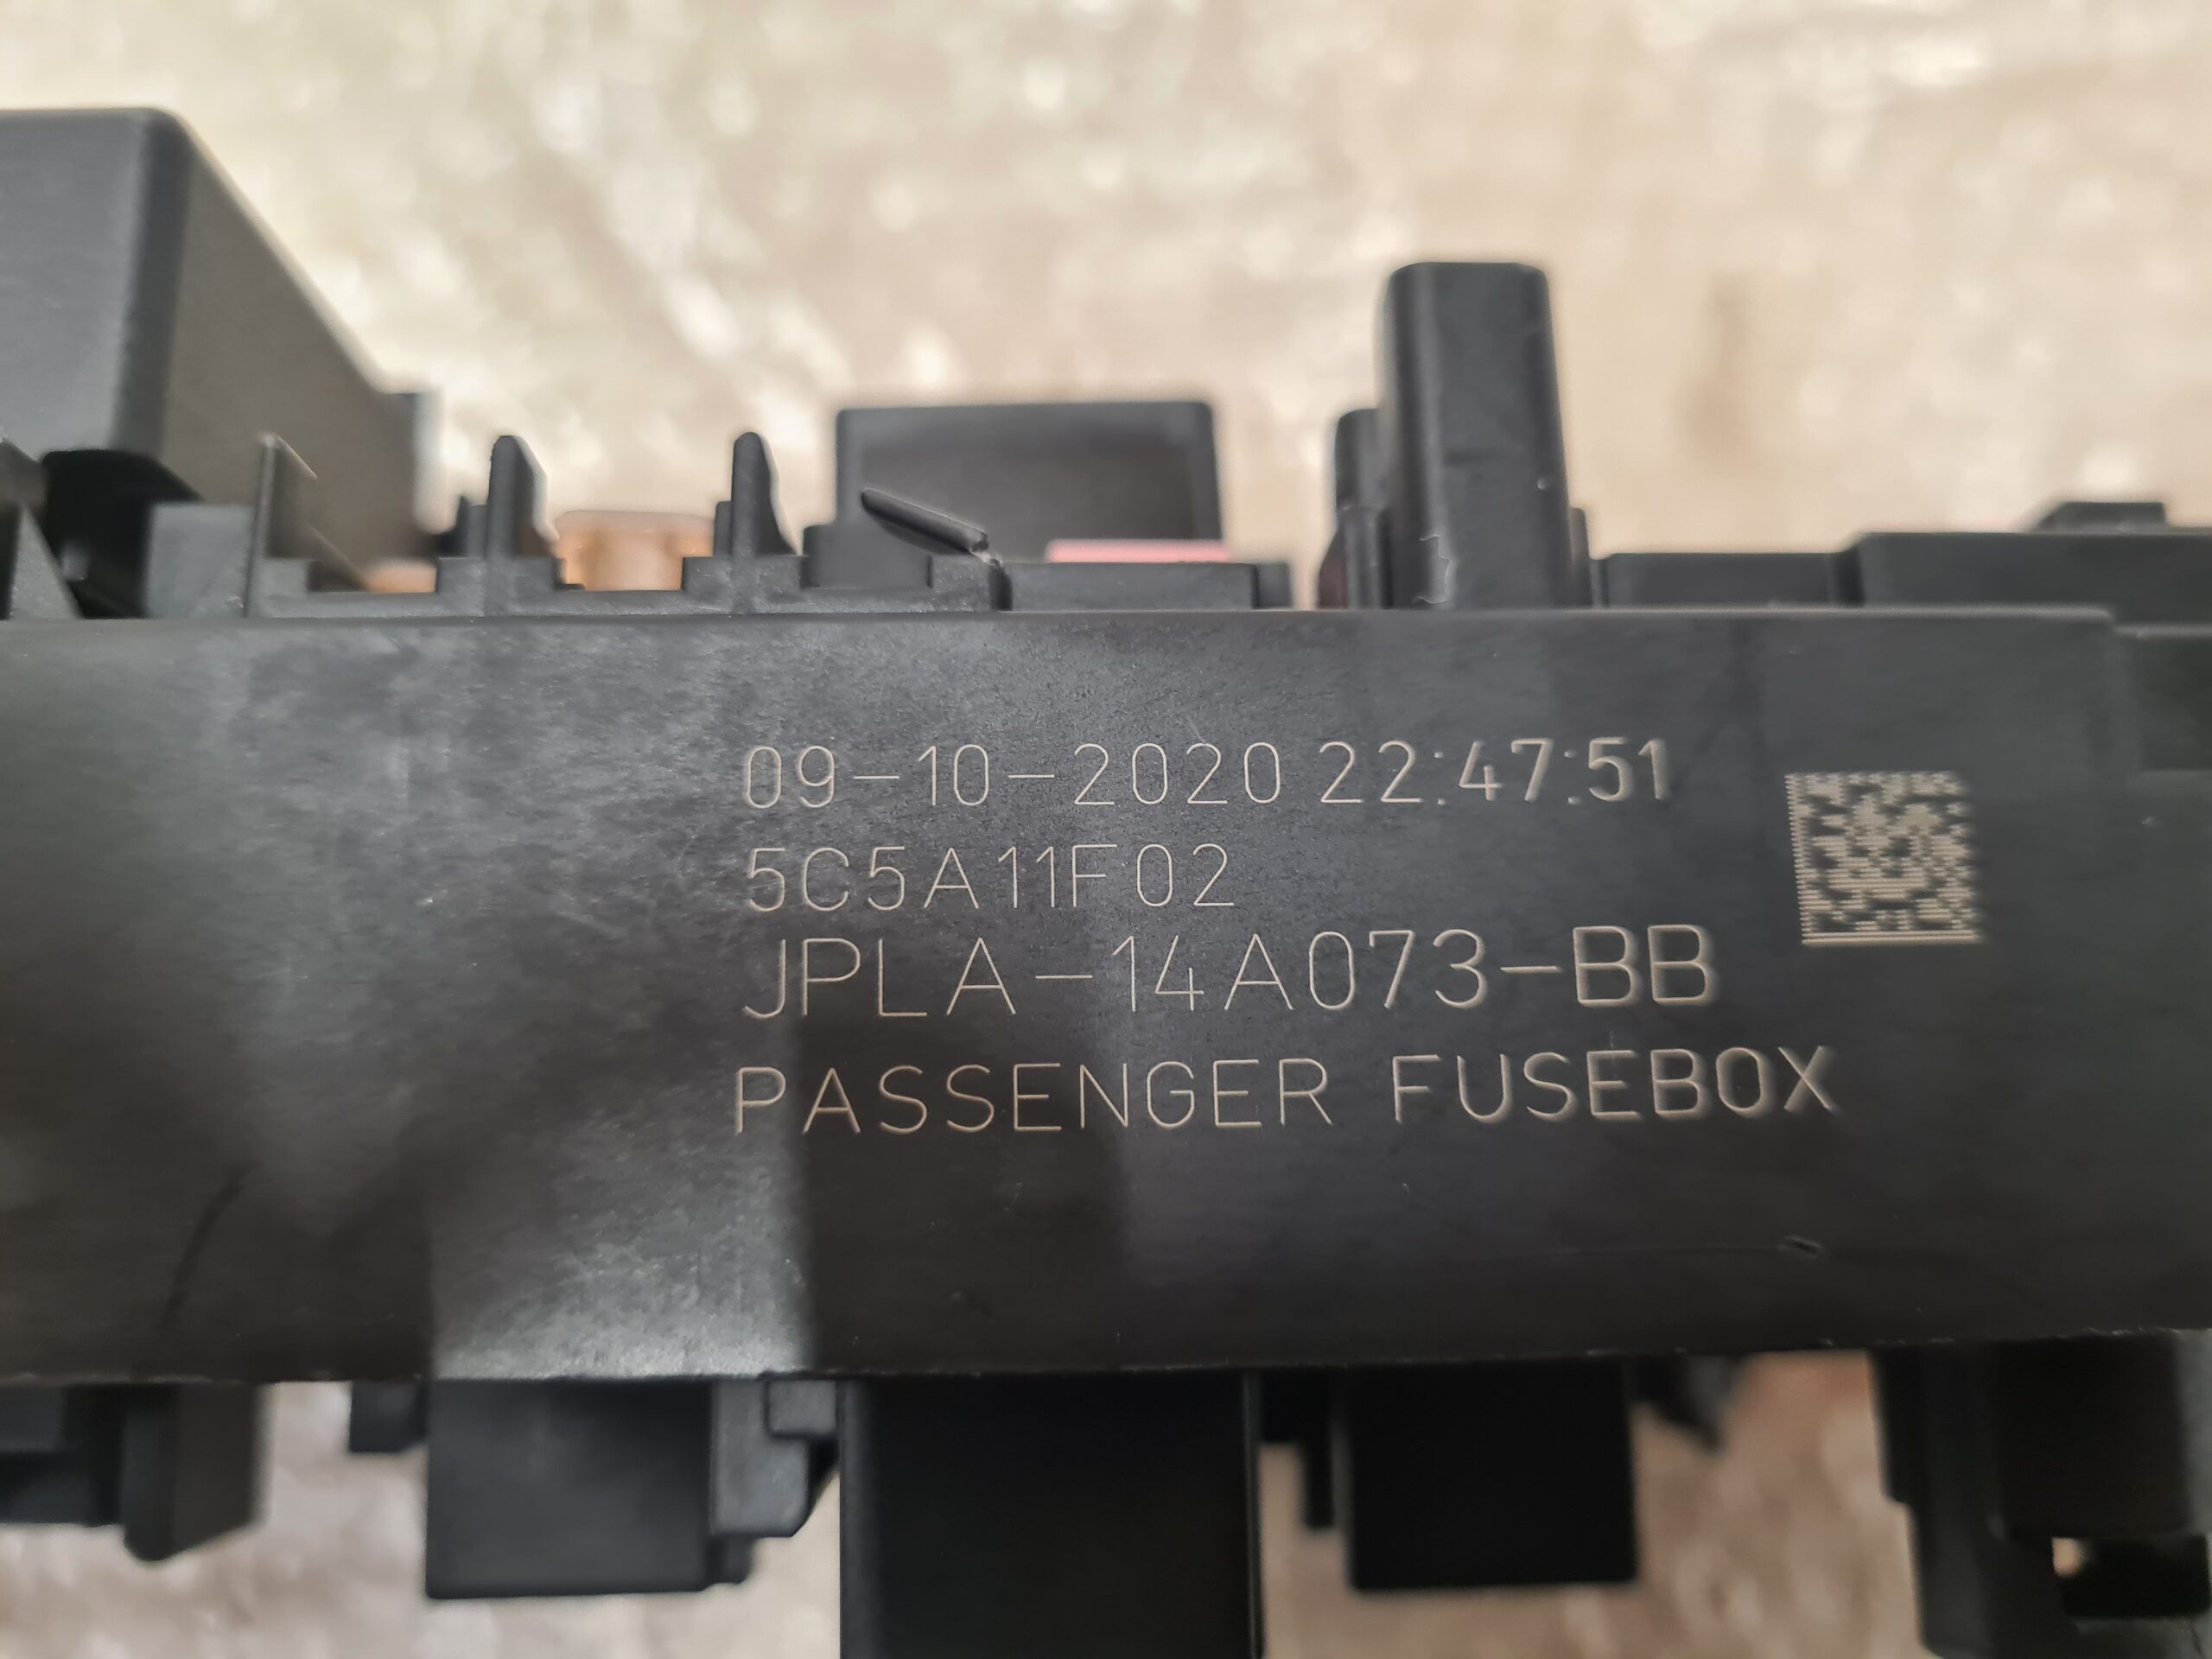 09-10-2020 22:47:51
5C5A11F02
JPLA-14A073-BB
PASSENGER FUSEBOX